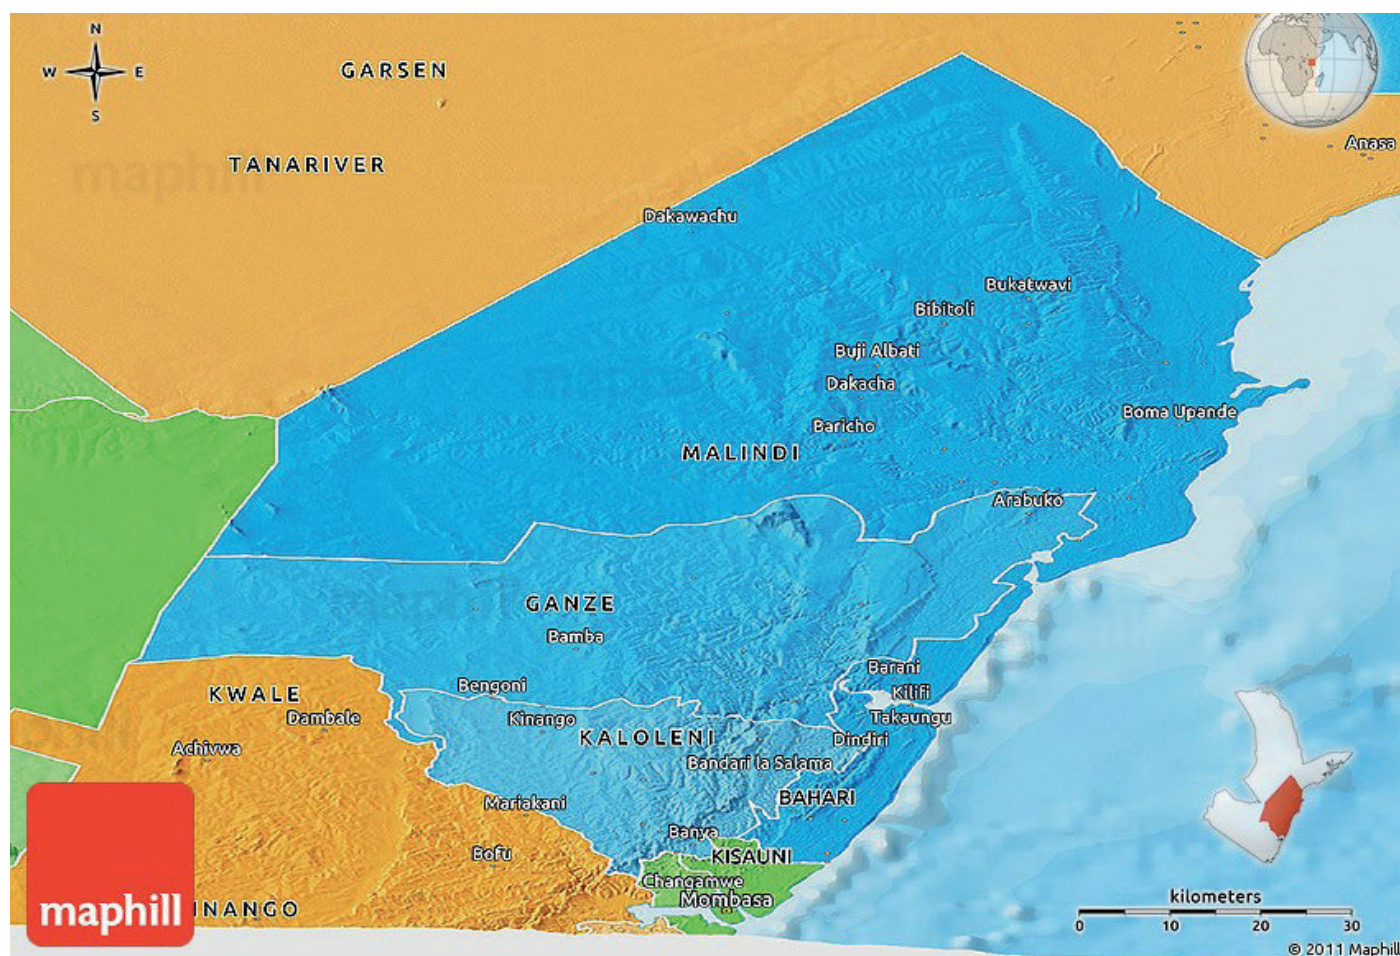 N
W E
S
GARSEN
TANARIVER
maphill
Anasa
Dakawachu
Bukatwavi
Bibitoli
Buji Albati
Dakacha
Boma Upande
Baricho
MALINDI
Arabuko
GANZE
Bamba
Barani
Bengoni
Kilifi
KWALE
Dambale
Kinango
Takaungu
KALOLENI
Dindiri
Achivwa
Bandari la Salama
Mariakani
BAHARI
Banya
Bofu
KISAUNI
Changamwe
Mombasa
maphill
INANGO
kilometers
0 10 20 30
© 2011 Maphill